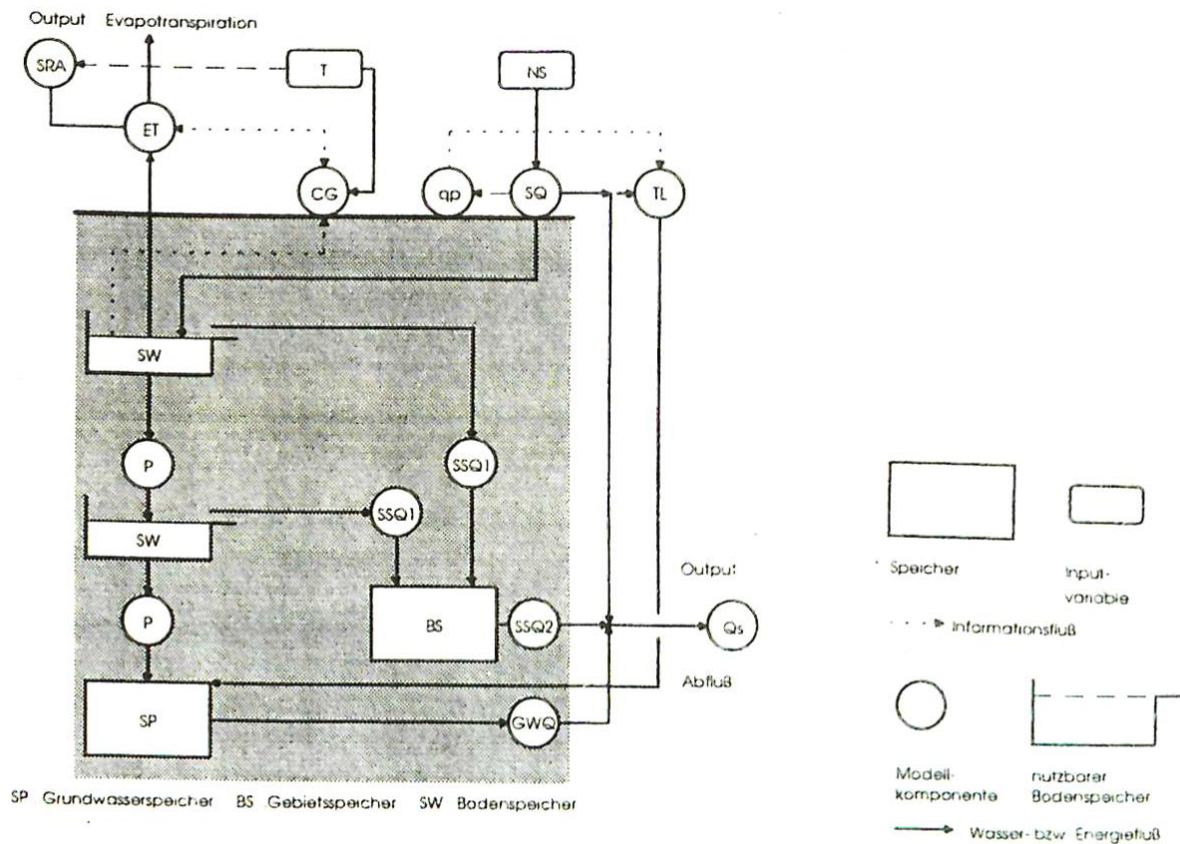 Output Evapotranspiration
SRA
T
NS
ET
CG
qp
SQ
TL
SW
P
SSQ1
SSQ1
SW
Output
P
BS
SSQ2
Qs
Abfluß
SP
GWQ
SP Grundwasserspeicher BS Gebietsspeicher SW Bodenspeicher
Speicher
Input-
variable
Informationsfluß
Modell-
komponente
nutzbarer
Bodenspeicher
Wasser- bzw Energiefluß